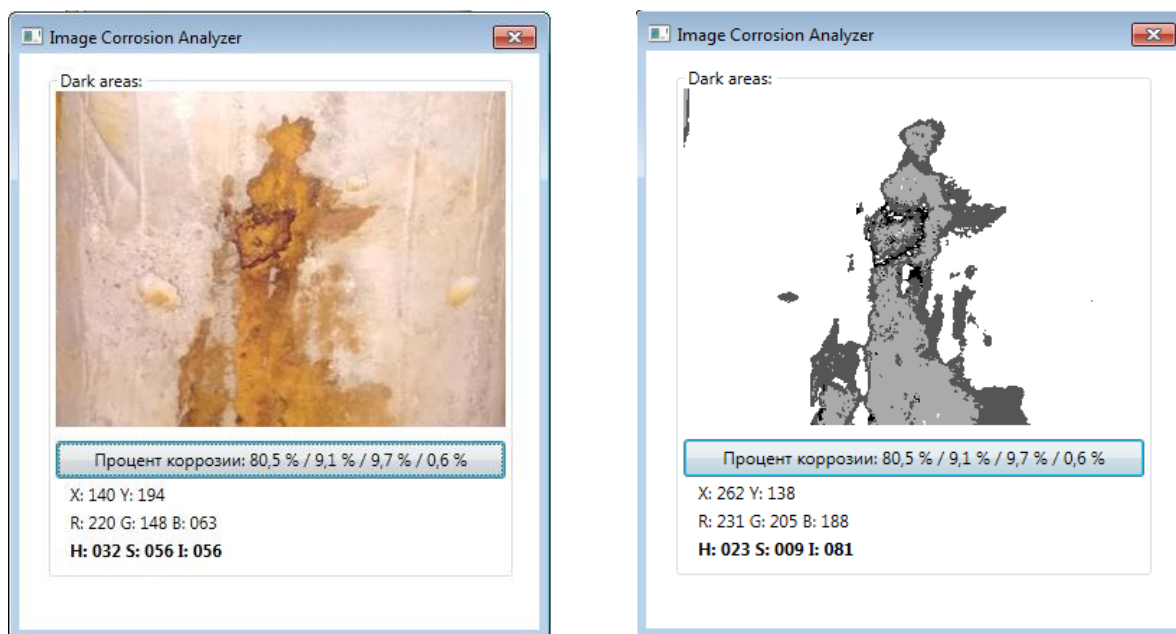 Image Corrosion Analyzer
Dark areas:
Процент коррозии: 80,5 % / 9,1 % / 9,7 % / 0,6 %
X: 140 Y: 194
R: 220 G: 148 B: 063
H: 032 S: 056 I: 056
Image Corrosion Analyzer
Dark areas:
Процент коррозии: 80,5 % / 9,1 % / 9,7 % / 0,6 %
X: 262 Y: 138
R: 231 G: 205 B: 188
H: 023 S: 009 I: 081